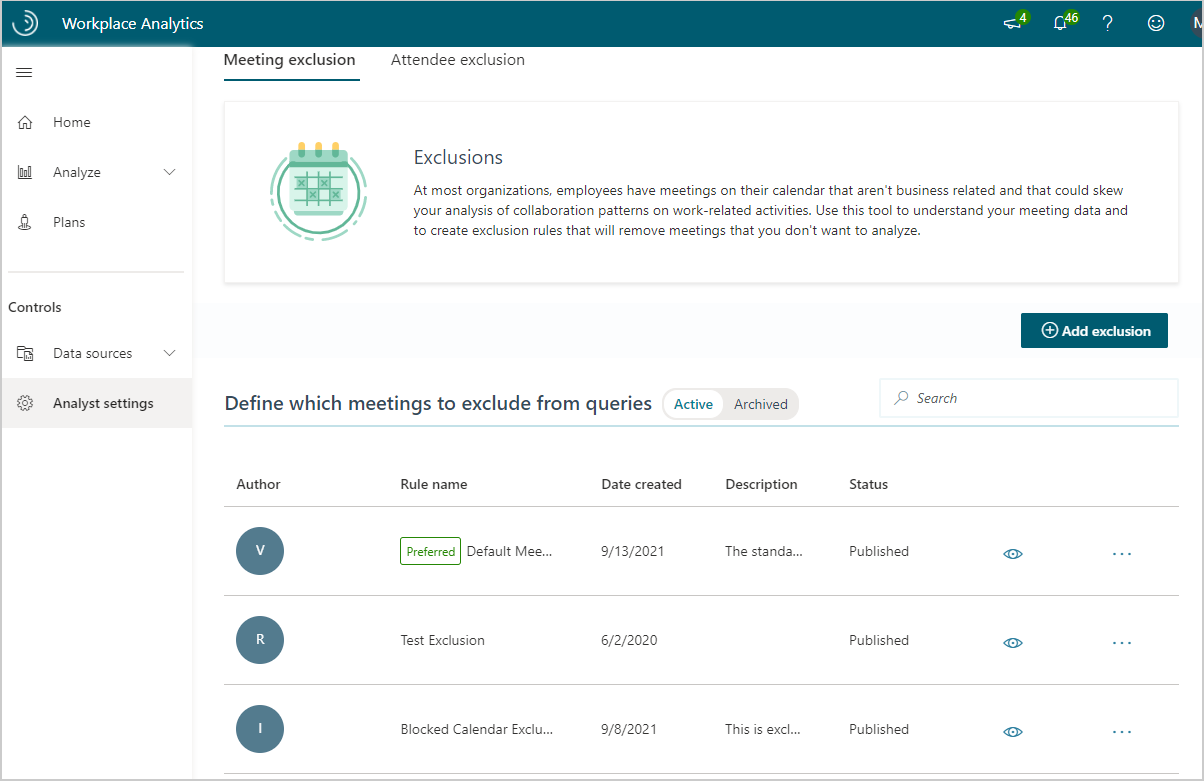 Workplace Analytics
4
46
?
M
Meeting exclusion
Attendee exclusion
Home
Analyze
Plans
Controls
Data sources
Analyst settings
Exclusions
At most organizations, employees have meetings on their calendar that aren't business related and that could skew
your analysis of collaboration patterns on work-related activities. Use this tool to understand your meeting data and
to create exclusion rules that will remove meetings that you don't want to analyze.
Add exclusion
Define which meetings to exclude from queries
Active
Archived
Search
Author Rule name Date created Description Status
V Preferred Default Mee... 9/13/2021 The standa... Published
R Test Exclusion 6/2/2020 Published
I Blocked Calendar Exclu... 9/8/2021 This is excl... Published